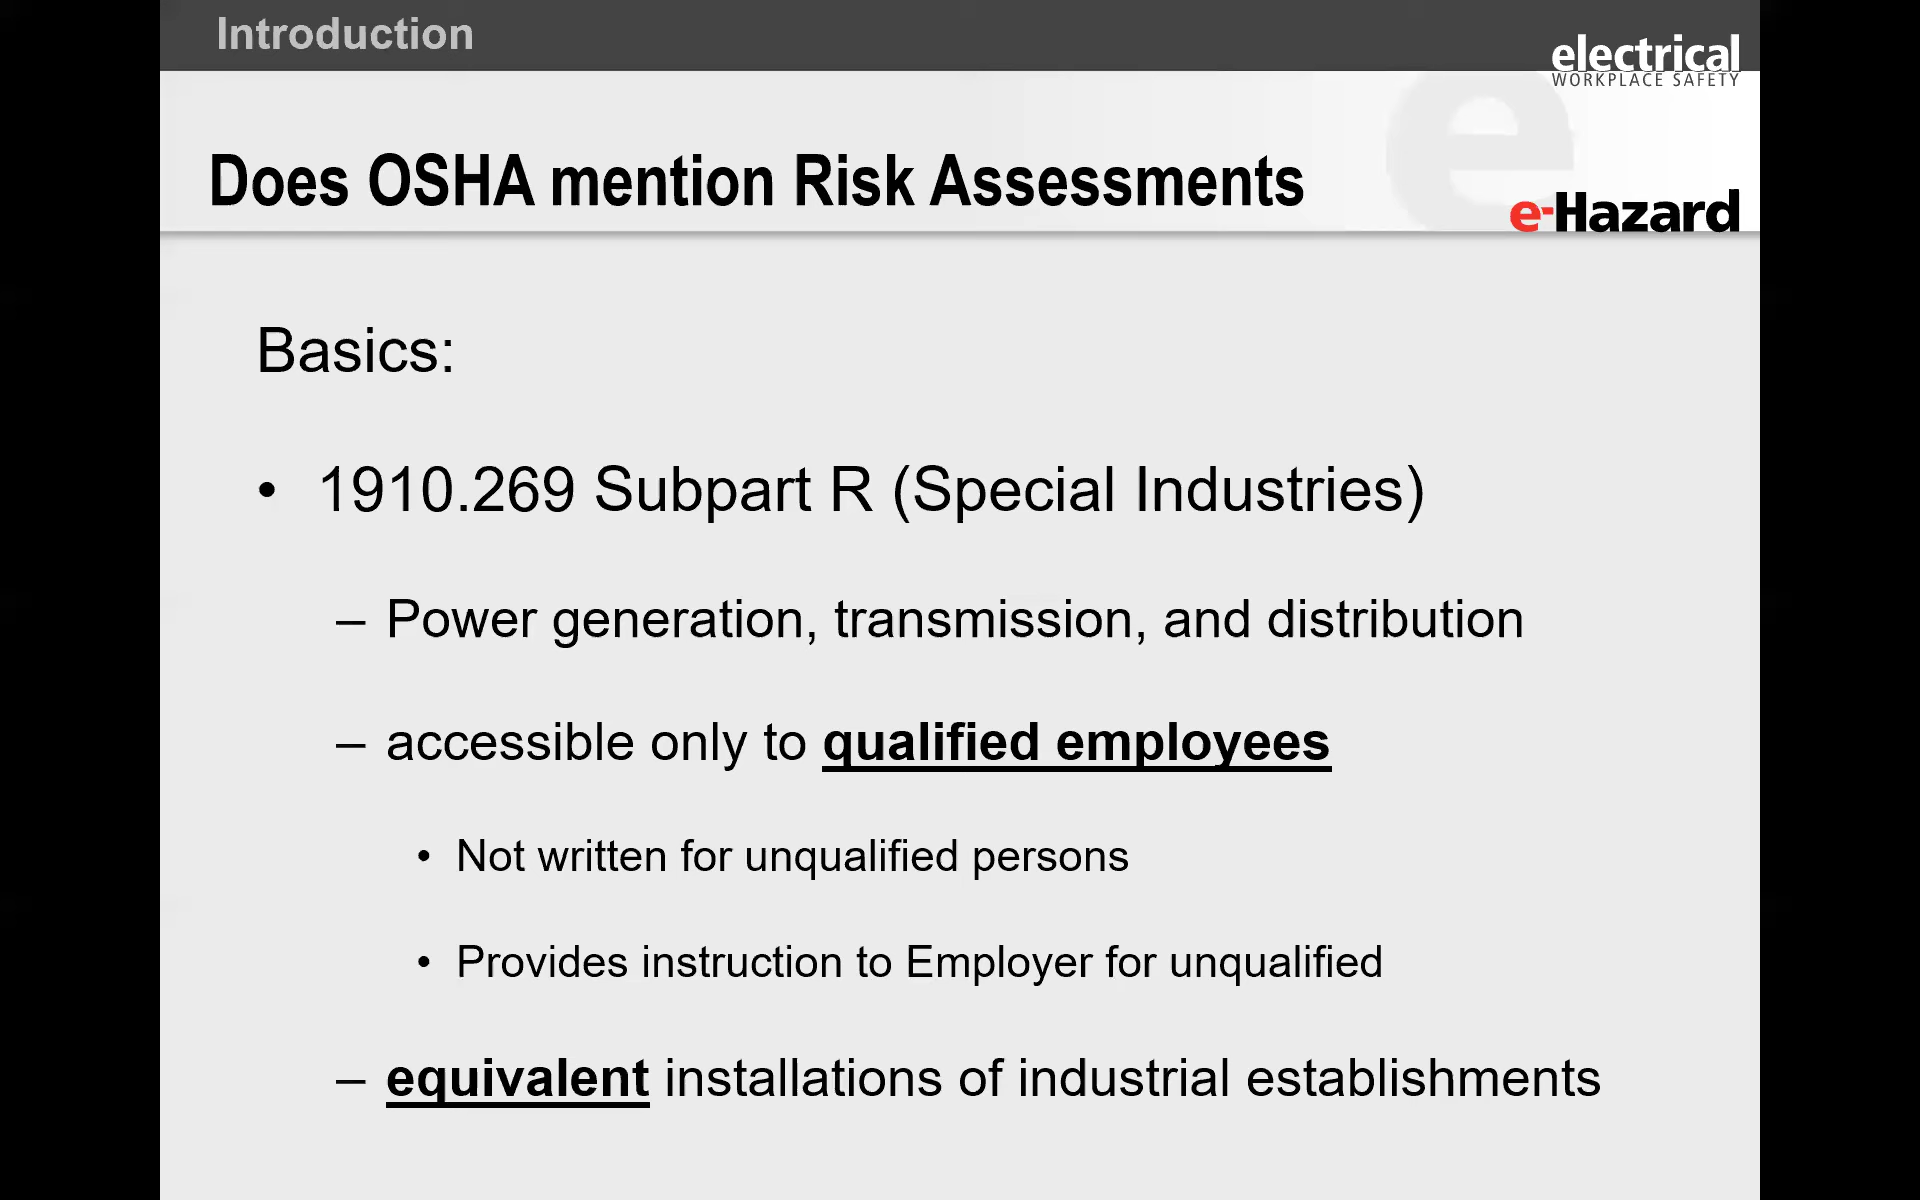 Introduction
electrical
WORKPLACE SAFETY
Does OSHA mention Risk Assessments
e-Hazard
Basics:
• 1910.269 Subpart R (Special Industries)
– Power generation, transmission, and distribution
– accessible only to qualified employees
• Not written for unqualified persons
• Provides instruction to Employer for unqualified
– equivalent installations of industrial establishments